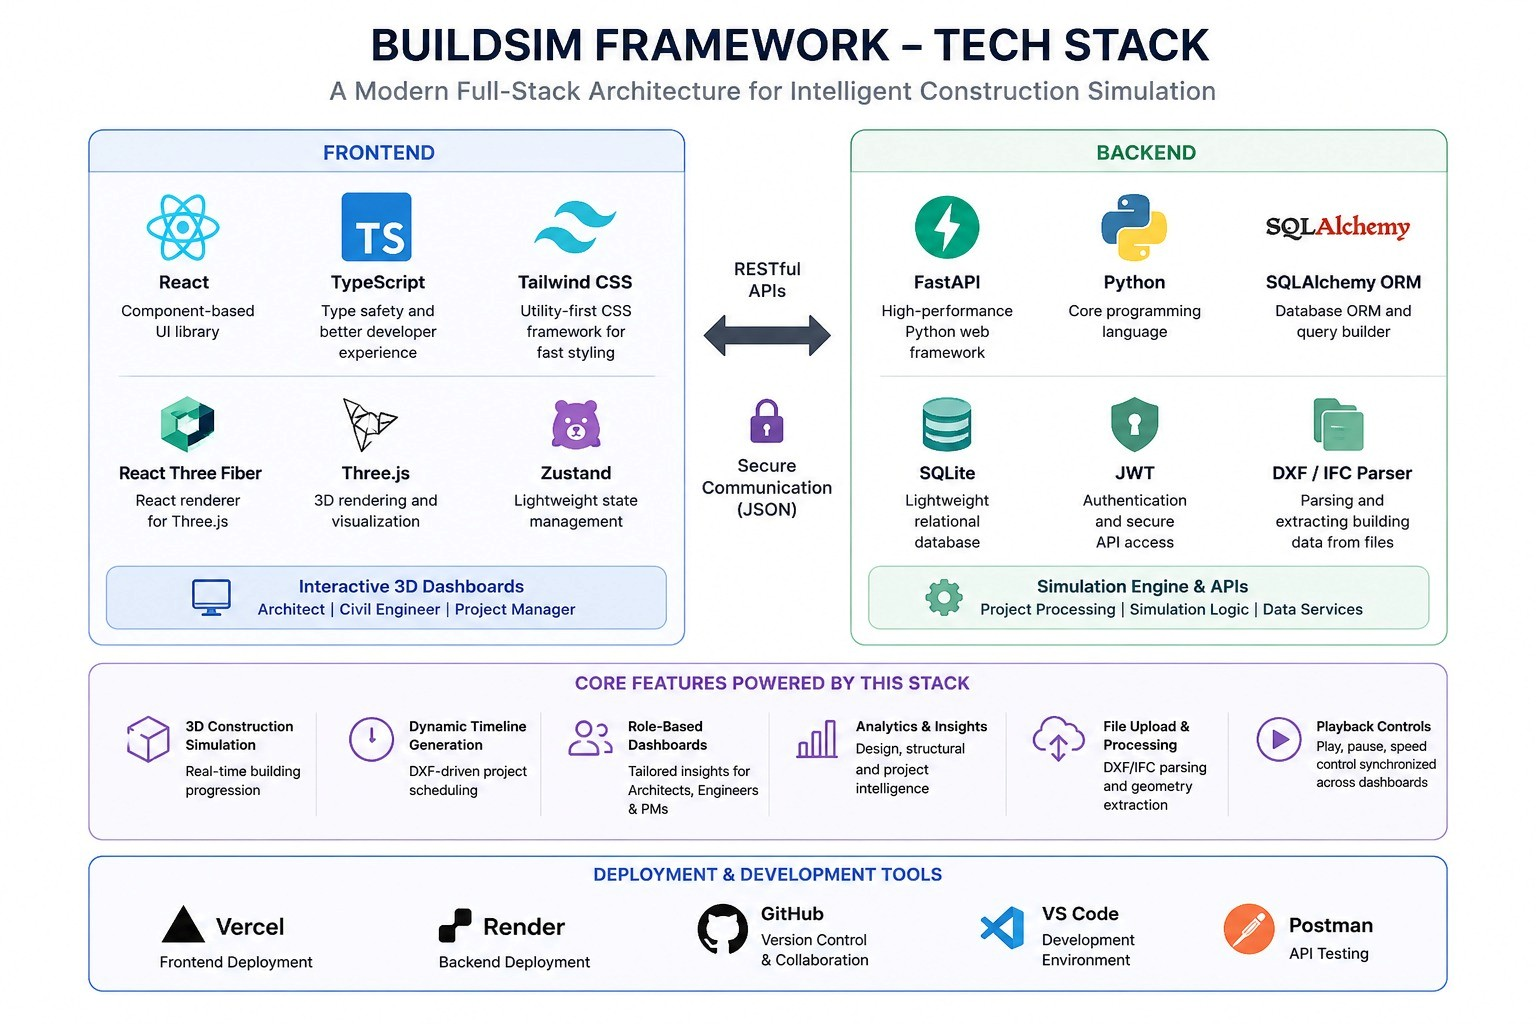 BUILDSIM FRAMEWORK – TECH STACK
A Modern Full-Stack Architecture for Intelligent Construction Simulation
FRONTEND
TS
React
Component-based
UI library
TypeScript
Type safety and
better developer
experience
Tailwind CSS
Utility-first CSS
framework for
fast styling
React Three Fiber
React renderer
for Three.js
Three.js
3D rendering and
visualization
Zustand
Lightweight state
management
Interactive 3D Dashboards
Architect | Civil Engineer | Project Manager
RESTful
APIs
Secure
Communication
(JSON)
BACKEND
FastAPI
High-performance
Python web
framework
Python
Core programming
language
SQLAlchemy
SQLAlchemy ORM
Database ORM and
query builder
SQLite
Lightweight
relational
database
JWT
Authentication
and secure
API access
DXF / IFC Parser
Parsing and
extracting building
data from files
Simulation Engine & APIs
Project Processing | Simulation Logic | Data Services
CORE FEATURES POWERED BY THIS STACK
3D Construction
Simulation
Real-time building
progression
Dynamic Timeline
Generation
DXF-driven project
scheduling
Role-Based
Dashboards
Tailored insights for
Architects, Engineers
& PMs
Analytics & Insights
Design, structural
and project
intelligence
File Upload &
Processing
DXF/IFC parsing
and geometry
extraction
Playback Controls
Play, pause, speed
control synchronized
across dashboards
DEPLOYMENT & DEVELOPMENT TOOLS
Vercel
Frontend Deployment
Render
Backend Deployment
GitHub
Version Control
& Collaboration
VS Code
Development
Environment
Postman
API Testing